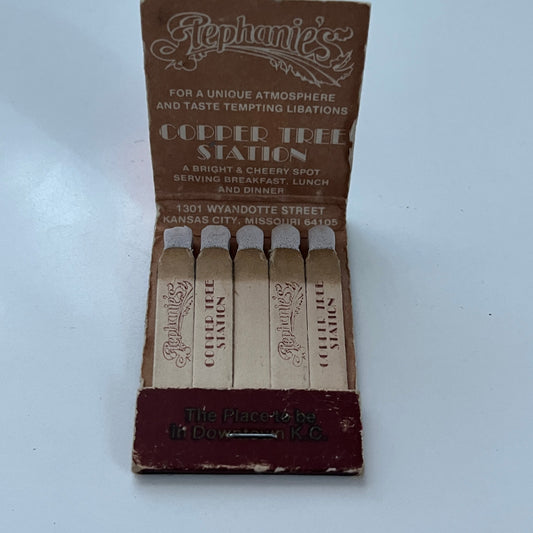 Stephanie's
FOR A UNIQUE ATMOSPHERE
AND TASTE TEMPTING LIBATIONS
COPPER TREE
STATION
A BRIGHT & CHEERY SPOT
SERVING BREAKFAST, LUNCH
AND DINNER
1301 WYANDOTTE STREET
KANSAS CITY, MISSOURI 64105
Stephanie's
COPPER TREE
STATION
Stephanie's
COPPER TREE
STATION
The Place to be
in Downtown K.C.